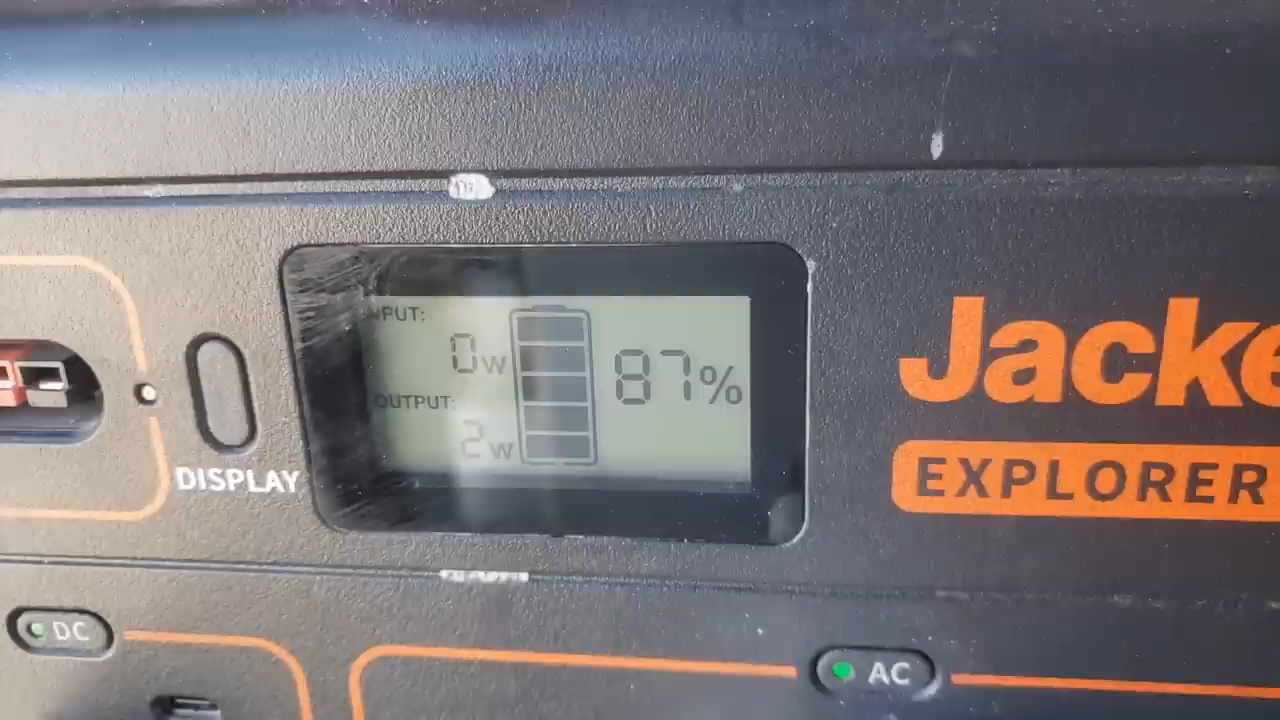 INPUT:
0w
OUTPUT:
2w
87%
DISPLAY
Jacke
EXPLORER
DC
AC